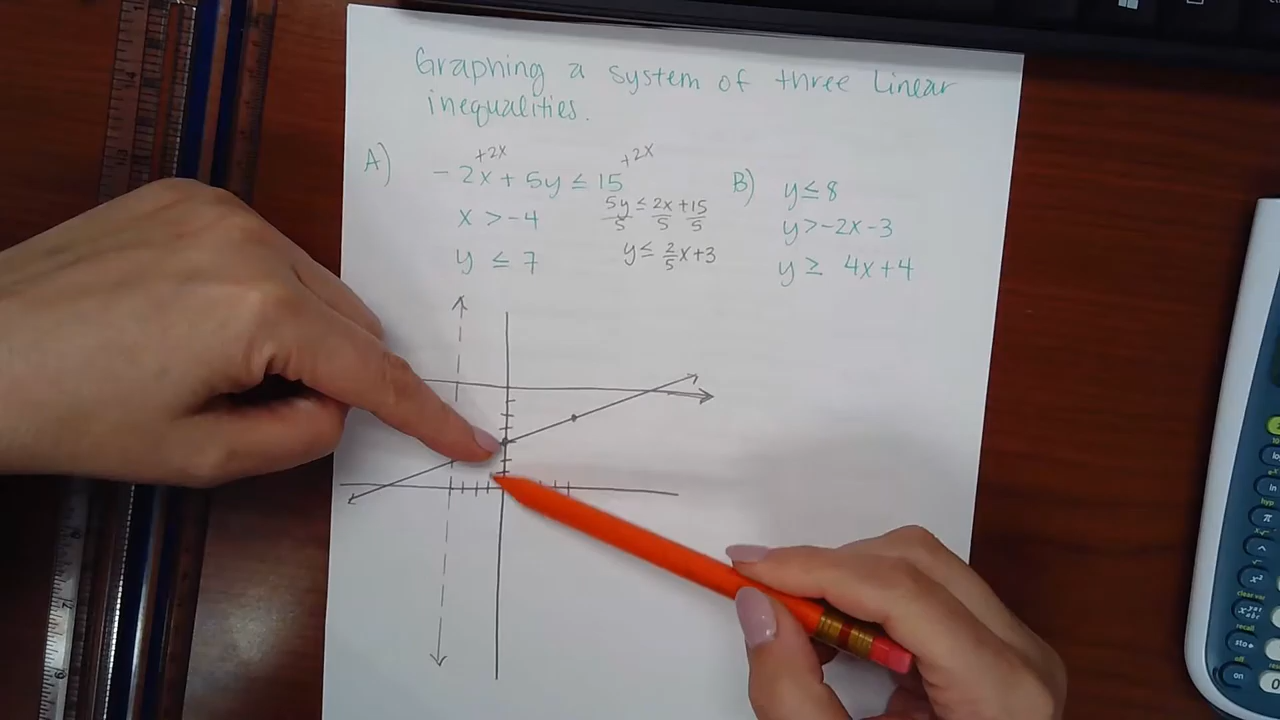 Graphing a system of three linear
inequalities.
A)
+2x +2x
- 2x + 5y ≤ 15
5y ≤ 2x + 15
5 5 5
x > -4
y ≤ 2/5 x + 3
y ≤ 7
B) y ≤ 8
y > -2x - 3
y ≥ 4x + 4